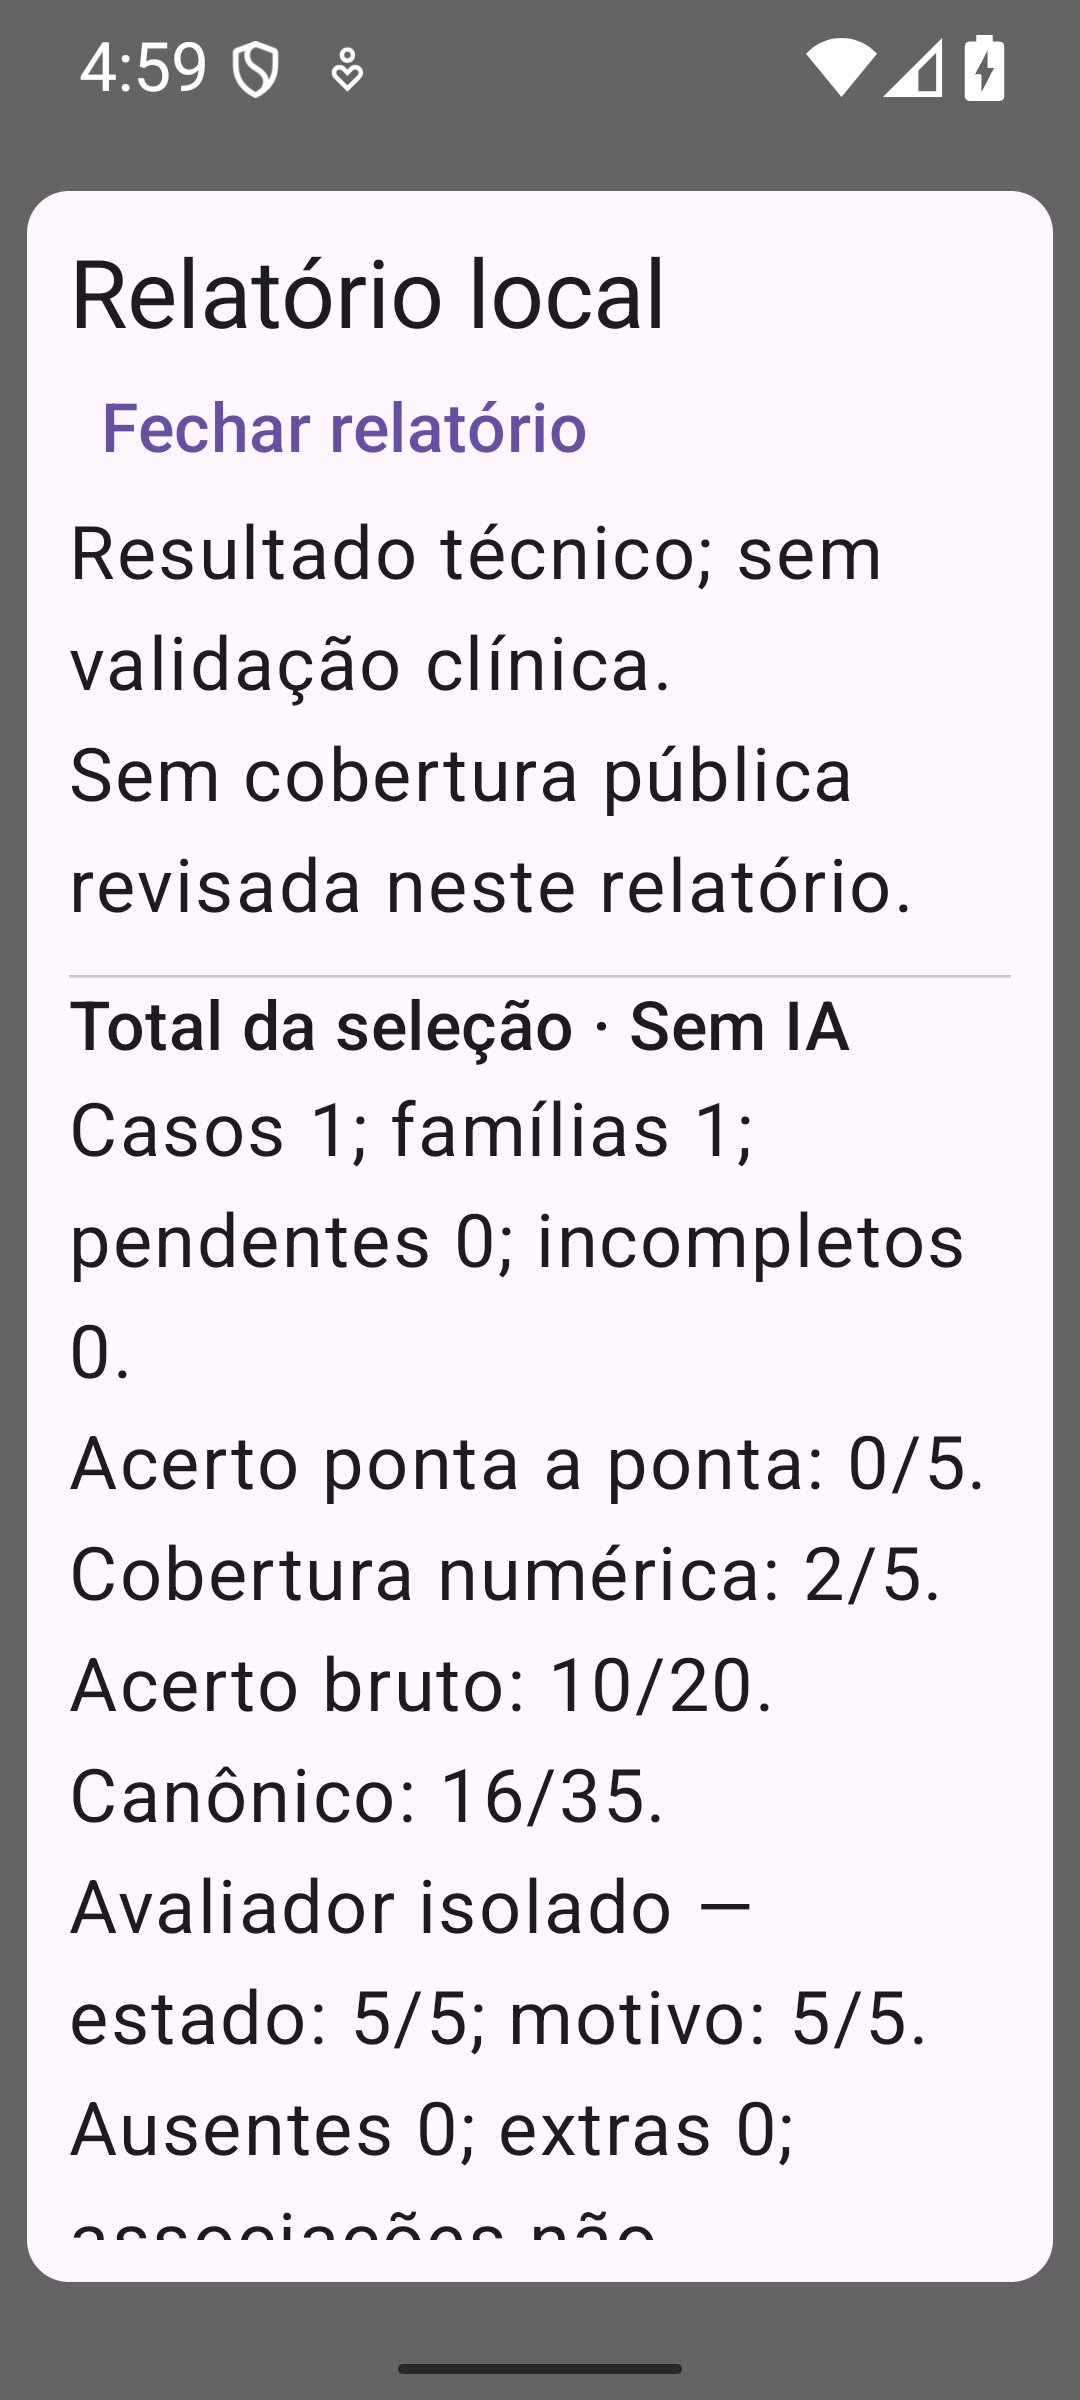 4:59
Relatório local
Fechar relatório
Resultado técnico; sem
validação clínica.
Sem cobertura pública
revisada neste relatório.
Total da seleção · Sem IA
Casos 1; famílias 1;
pendentes 0; incompletos
0.
Acerto ponta a ponta: 0/5.
Cobertura numérica: 2/5.
Acerto bruto: 10/20.
Canônico: 16/35.
Avaliador isolado —
estado: 5/5; motivo: 5/5.
Ausentes 0; extras 0;
associações não